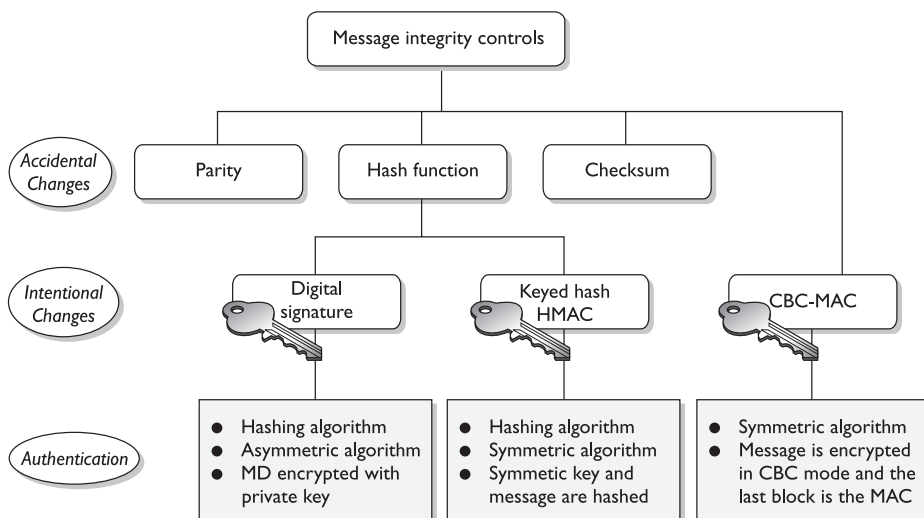 Message integrity controls
Accidental
Changes
Parity
Hash function
Checksum
Intentional
Changes
Digital
signature
Keyed hash
HMAC
CBC-MAC
Authentication
● Hashing algorithm
● Asymmetric algorithm
● MD encrypted with
private key
● Hashing algorithm
● Symmetric algorithm
● Symmetic key and
message are hashed
● Symmetric algorithm
● Message is encrypted
in CBC mode and the
last block is the MAC